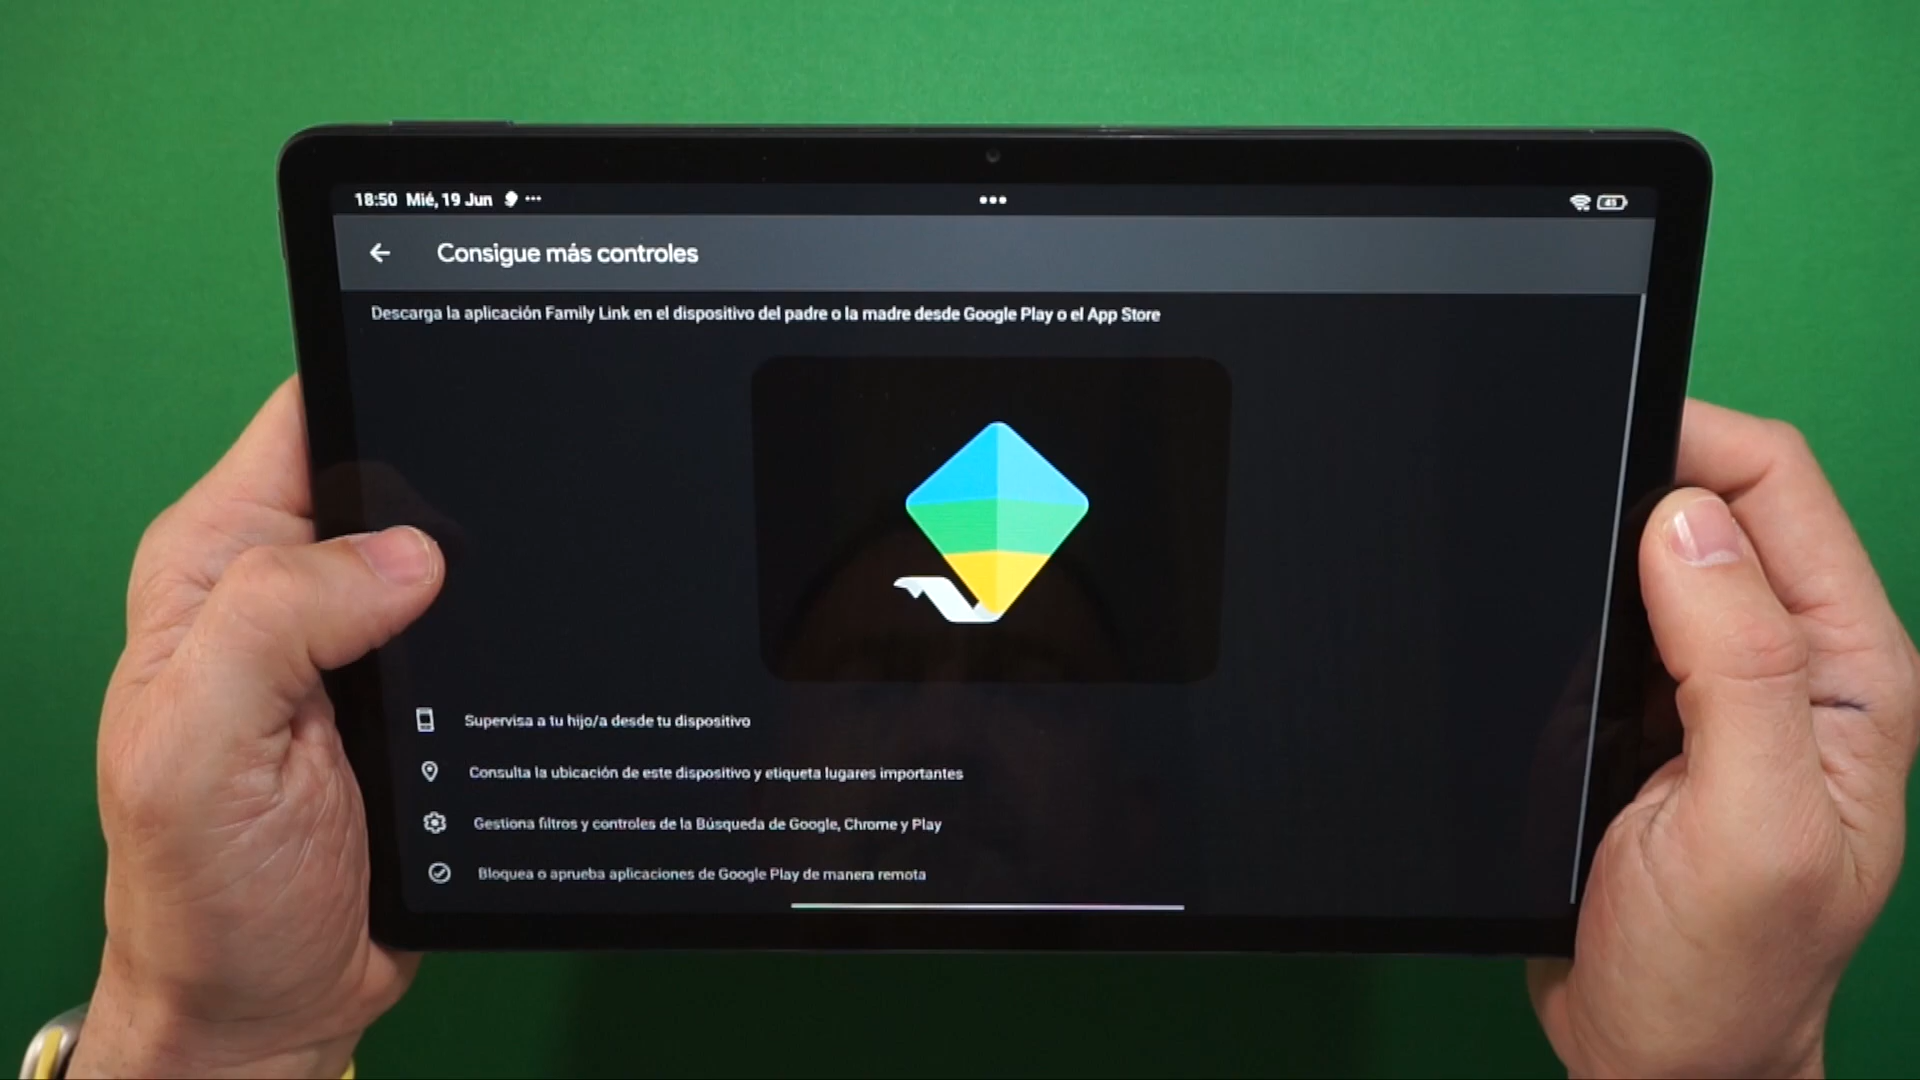 18:50 Mié, 19 Jun
45
Consigue más controles
Descarga la aplicación Family Link en el dispositivo del padre o la madre desde Google Play o el App Store
Supervisa a tu hijo/a desde tu dispositivo
Consulta la ubicación de este dispositivo y etiqueta lugares importantes
Gestiona filtros y controles de la Búsqueda de Google, Chrome y Play
Bloquea o aprueba aplicaciones de Google Play de manera remota